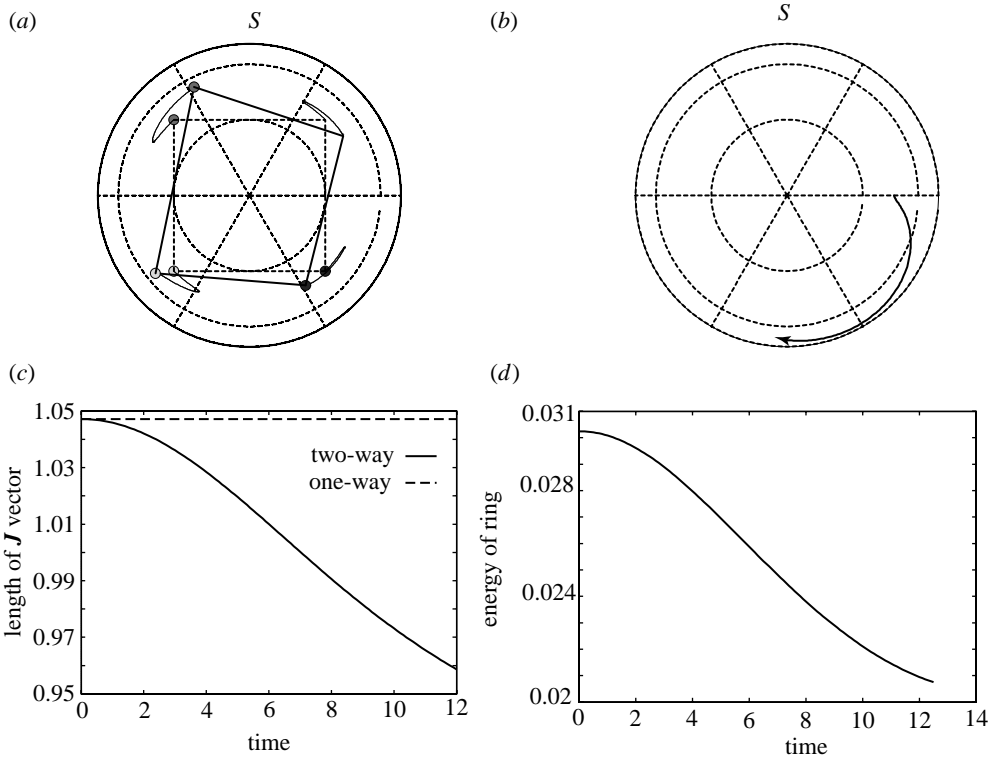 (a)
S
(b)
S
(c)
1.05
1.03
1.01
0.99
0.97
0.95
length of J vector
two-way
one-way
0 2 4 6 8 10 12
time
(d)
0.031
0.028
0.024
0.02
energy of ring
0 2 4 6 8 10 12 14
time